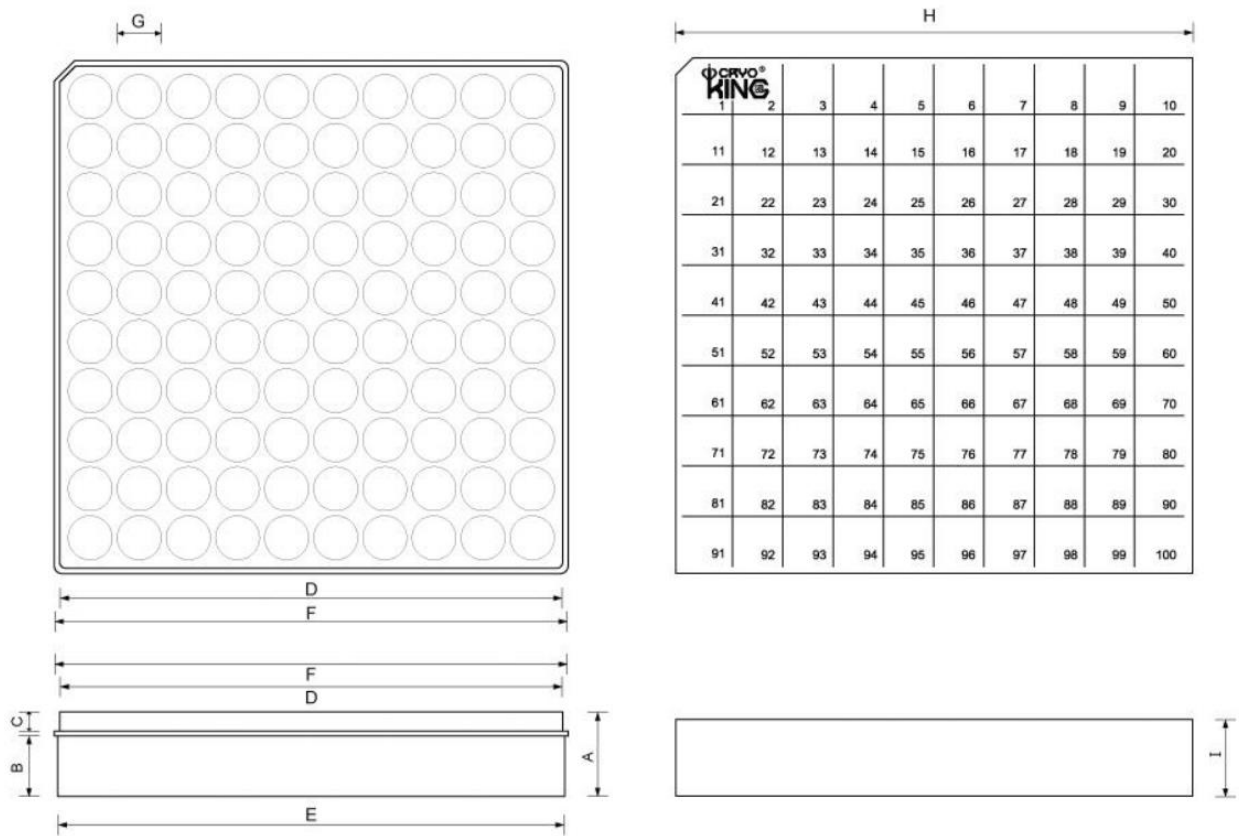 G
H
CRYO®
KING
1 2 3 4 5 6 7 8 9 10
11 12 13 14 15 16 17 18 19 20
21 22 23 24 25 26 27 28 29 30
31 32 33 34 35 36 37 38 39 40
41 42 43 44 45 46 47 48 49 50
51 52 53 54 55 56 57 58 59 60
61 62 63 64 65 66 67 68 69 70
71 72 73 74 75 76 77 78 79 80
81 82 83 84 85 86 87 88 89 90
91 92 93 94 95 96 97 98 99 100
D
F
F
D
C
B
A
E
I